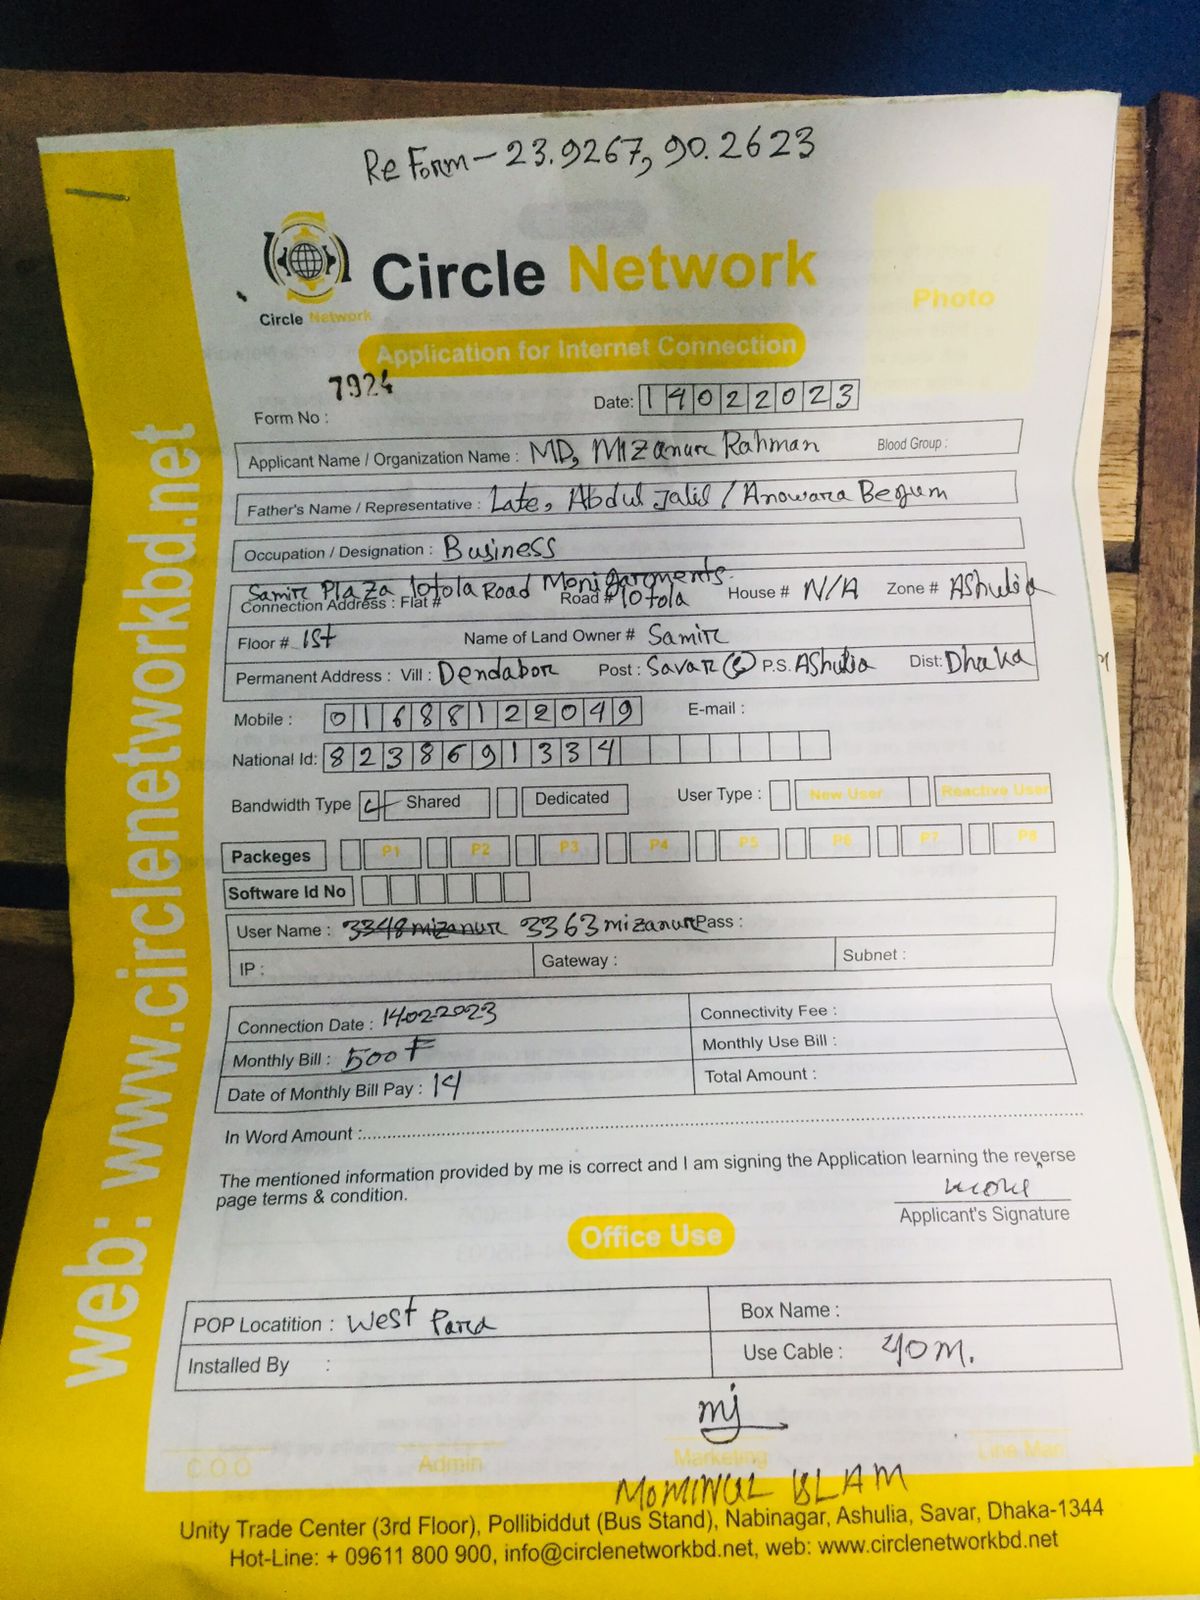 Re Form - 23.9267, 90.2623
Circle Network
Circle Network
Photo
Application for Internet Connection
7924
Form No :
Date: 14022023
Applicant Name / Organization Name : MD, Mizanur Rahman Blood Group :
Father's Name / Representative : Late, Abdul Jalil / Anowara Begum
Occupation / Designation : Business
Samir Plaza 10tola Road Moni garments.
Connection Address : Flat # Road # 10tola House # N/A Zone # Ashulia
Floor # 1st Name of Land Owner # Samir
Permanent Address : Vill : Dendabor Post : Savar P.S. Ashulia Dist: Dhaka
Mobile : 01688122049 E-mail :
National Id: 8238691334
Bandwidth Type Shared Dedicated User Type : New User Reactive User
Packeges P1 P2 P3 P4 P5 P6 P7 P8
Software Id No
User Name : 3348mizanur 3363mizanur Pass :
IP : Gateway : Subnet :
Connection Date : 14022023 Connectivity Fee :
Monthly Bill : 500 F Monthly Use Bill :
Date of Monthly Bill Pay : 14 Total Amount :
In Word Amount :
The mentioned information provided by me is correct and I am signing the Application learning the reverse
page terms & condition.
Applicant's Signature
Office Use
POP Locatition : West Para Box Name :
Installed By : Use Cable : 40m.
mj
C.O.O Admin Marketing Line Man
MOMINUL ISLAM
Unity Trade Center (3rd Floor), Pollibiddut (Bus Stand), Nabinagar, Ashulia, Savar, Dhaka-1344
Hot-Line: + 09611 800 900, info@circlenetworkbd.net, web: www.circlenetworkbd.net
web: www.circlenetworkbd.net